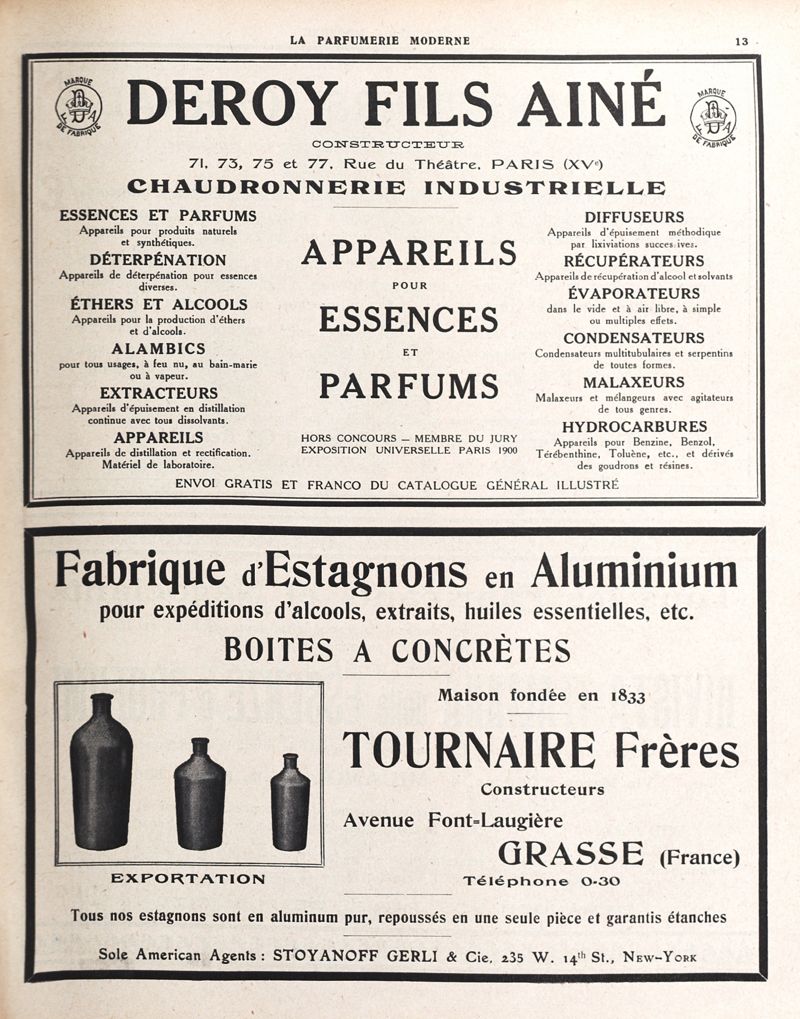 LA PARFUMERIE MODERNE
13
MARQUE
DE FABRIQUE
DEROY FILS AINÉ
MARQUE
DE FABRIQUE
CONSTRUCTEUR
71, 73, 75 et 77, Rue du Théâtre, PARIS (XVe)
CHAUDRONNERIE INDUSTRIELLE
ESSENCES ET PARFUMS
Appareils pour produits naturels
et synthétiques.
DÉTERPÉNATION
Appareils de déterpénation pour essences
diverses.
ÉTHERS ET ALCOOLS
Appareils pour la production d'éthers
et d'alcools.
ALAMBICS
pour tous usages, à feu nu, au bain-marie
ou à vapeur.
EXTRACTEURS
Appareils d'épuisement en distillation
continue avec tous dissolvants.
APPAREILS
Appareils de distillation et rectification.
Matériel de laboratoire.
APPAREILS
POUR
ESSENCES
ET
PARFUMS
HORS CONCOURS — MEMBRE DU JURY
EXPOSITION UNIVERSELLE PARIS 1900
DIFFUSEURS
Appareils d'épuisement méthodique
par lixiviations succes ives.
RÉCUPÉRATEURS
Appareils de récupération d'alcool et solvants
ÉVAPORATEURS
dans le vide et à air libre, à simple
ou multiples effets.
CONDENSATEURS
Condensateurs multitubulaires et serpentins
de toutes formes.
MALAXEURS
Malaxeurs et mélangeurs avec agitateurs
de tous genres.
HYDROCARBURES
Appareils pour Benzine, Benzol,
Térébenthine, Toluène, etc., et dérivés
des goudrons et résines.
ENVOI GRATIS ET FRANCO DU CATALOGUE GÉNÉRAL ILLUSTRÉ
Fabrique d'Estagnons en Aluminium
pour expéditions d'alcools, extraits, huiles essentielles, etc.
BOITES A CONCRÈTES
Maison fondée en 1833
TOURNAIRE Frères
Constructeurs
Avenue Font-Laugière
GRASSE (France)
Téléphone 0-30
EXPORTATION
Tous nos estagnons sont en aluminum pur, repoussés en une seule pièce et garantis étanches
Sole American Agents : STOYANOFF GERLI & Cie, 235 W. 14th St., NEW-YORK